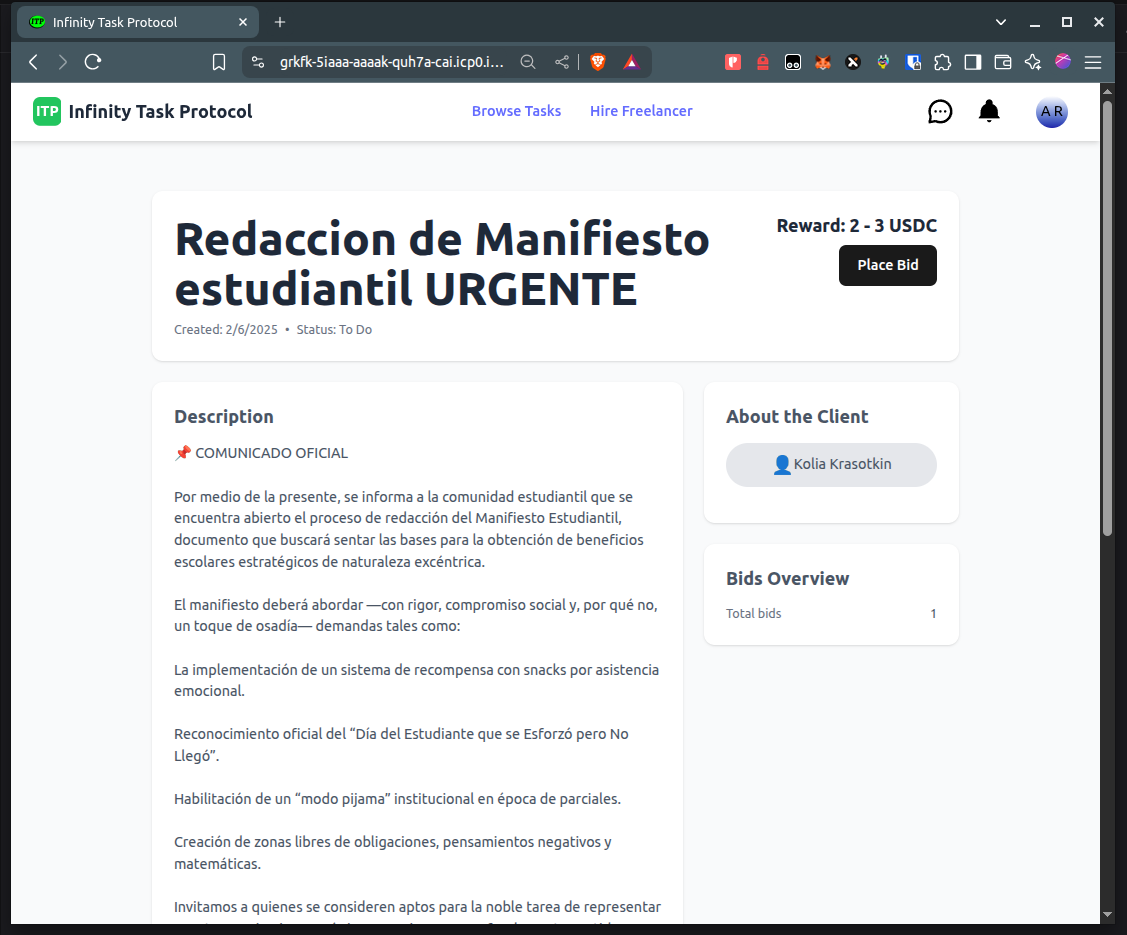 ITP Infinity Task Protocol
grkfk-5iaaa-aaaak-quh7a-cai.icp0.i...
ITP Infinity Task Protocol
Browse Tasks
Hire Freelancer
A R
Redaccion de Manifiesto
estudiantil URGENTE
Created: 2/6/2025 • Status: To Do
Reward: 2 - 3 USDC
Place Bid
Description
📌 COMUNICADO OFICIAL
Por medio de la presente, se informa a la comunidad estudiantil que se
encuentra abierto el proceso de redacción del Manifiesto Estudiantil,
documento que buscará sentar las bases para la obtención de beneficios
escolares estratégicos de naturaleza excéntrica.
El manifiesto deberá abordar —con rigor, compromiso social y, por qué no,
un toque de osadía— demandas tales como:
La implementación de un sistema de recompensa con snacks por asistencia
emocional.
Reconocimiento oficial del “Día del Estudiante que se Esforzó pero No
Llegó”.
Habilitación de un “modo pijama” institucional en época de parciales.
Creación de zonas libres de obligaciones, pensamientos negativos y
matemáticas.
Invitamos a quienes se consideren aptos para la noble tarea de representar
About the Client
👤Kolia Krasotkin
Bids Overview
Total bids 1